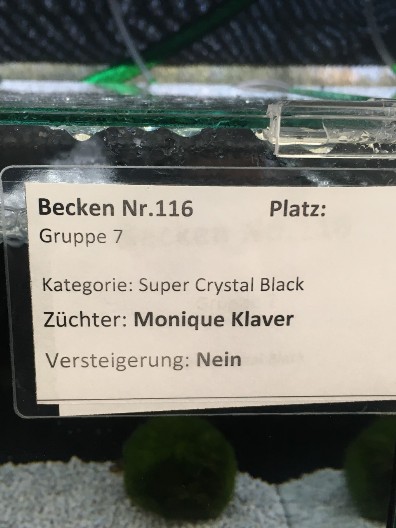 Becken Nr.116 Platz:
Gruppe 7
Kategorie: Super Crystal Black
Züchter: Monique Klaver
Versteigerung: Nein